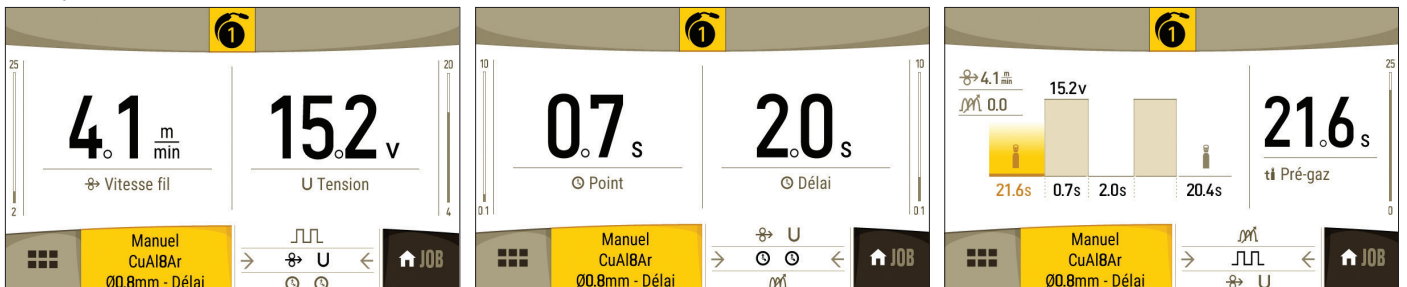 1
25
20
4.1 m/min
15.2 v
Vitesse fil
U Tension
2
4
Manuel
CuAl8Ar
Ø0.8mm - Délai
U
JOB
1
10
10
0.7 s
2.0 s
Point
Délai
0.1
0.1
Manuel
CuAl8Ar
Ø0.8mm - Délai
U
JOB
1
25
4.1 m/min
0.0
15.2v
21.6 s
Pré-gaz
21.6s
0.7s
2.0s
20.4s
0
Manuel
CuAl8Ar
Ø0.8mm - Délai
U
JOB